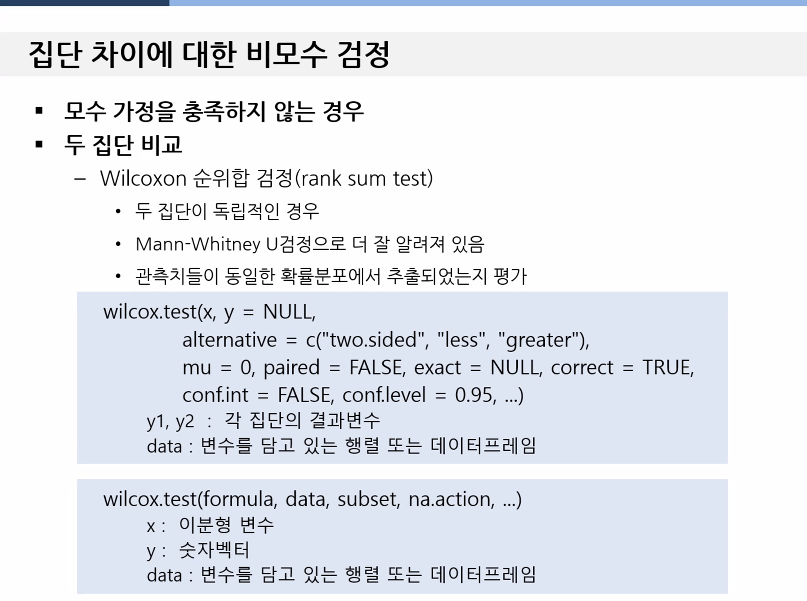 집단 차이에 대한 비모수 검정
▪ 모수 가정을 충족하지 않는 경우
▪ 두 집단 비교
– Wilcoxon 순위합 검정(rank sum test)
• 두 집단이 독립적인 경우
• Mann-Whitney U검정으로 더 잘 알려져 있음
• 관측치들이 동일한 확률분포에서 추출되었는지 평가
wilcox.test(x, y = NULL,
alternative = c("two.sided", "less", "greater"),
mu = 0, paired = FALSE, exact = NULL, correct = TRUE,
conf.int = FALSE, conf.level = 0.95, ...)
y1, y2 : 각 집단의 결과변수
data : 변수를 담고 있는 행렬 또는 데이터프레임
wilcox.test(formula, data, subset, na.action, ...)
x : 이분형 변수
y : 숫자벡터
data : 변수를 담고 있는 행렬 또는 데이터프레임